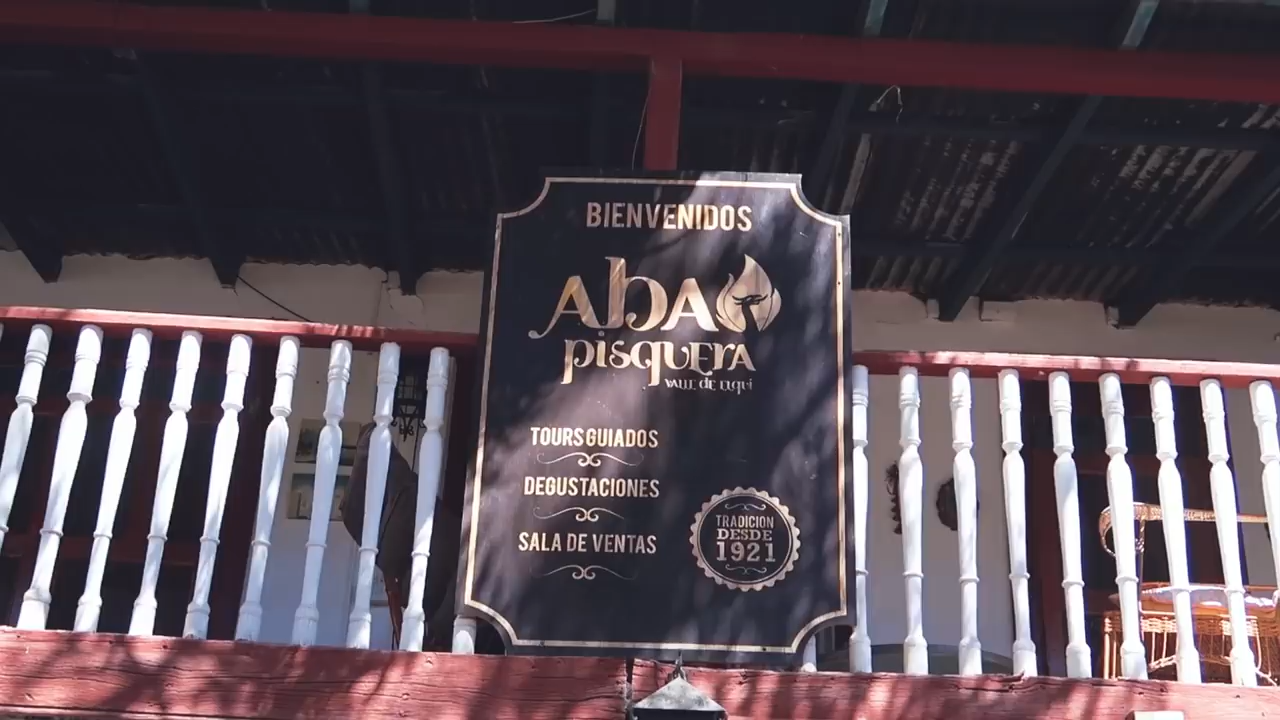 BIENVENIDOS
ABA
pisquera
VALLE DE ELQUI
TOURS GUIADOS
DEGUSTACIONES
SALA DE VENTAS
TRADICION
DESDE
1921